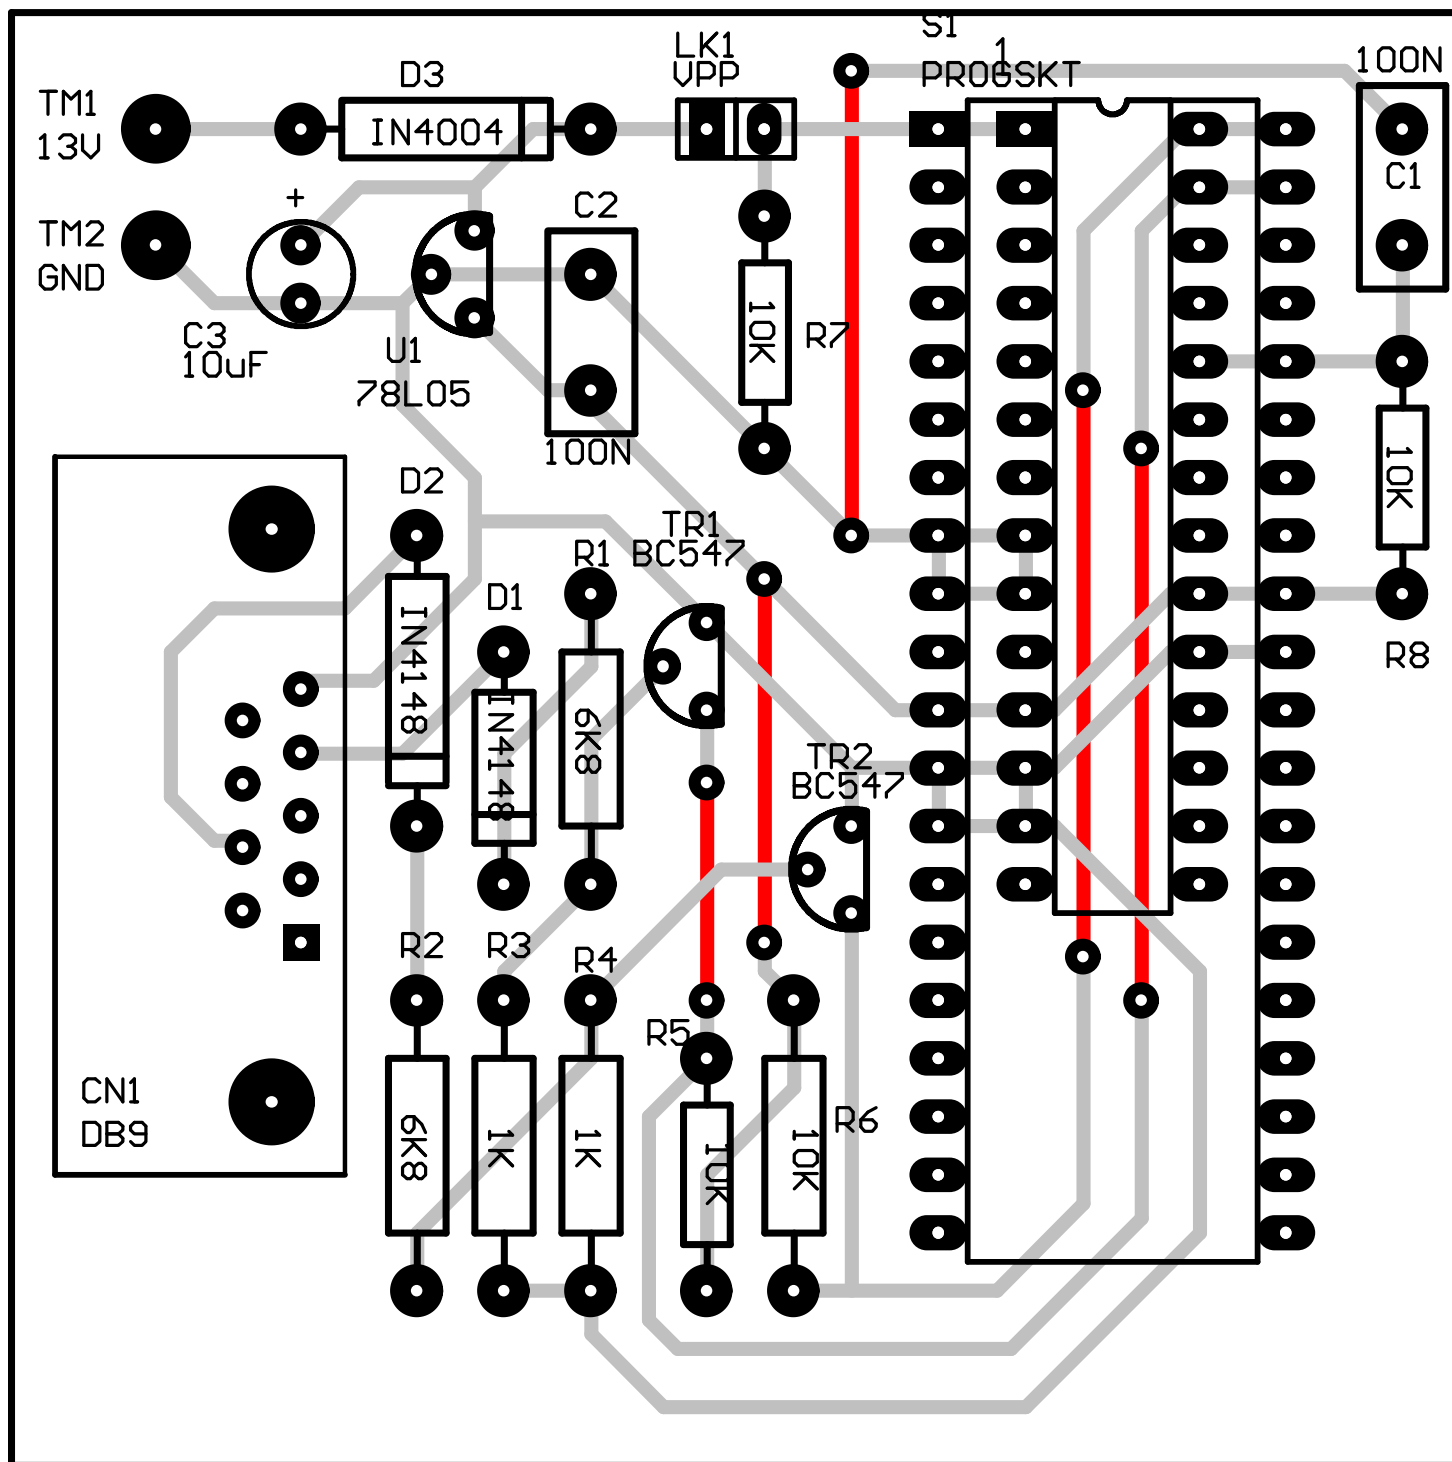 S1
1
PROGSKT
LK1
VPP
100N
D3
TM1
13V
IN4004
C1
+
C2
TM2
GND
C3
10uF
U1
78L05
10K
R7
100N
D2
10K
TR1
BC547
R1
D1
IN4148
R8
IN4148
6K8
TR2
BC547
R2
R3
R4
R5
CN1
DB9
6K8
1K
1K
10K
10K
R6